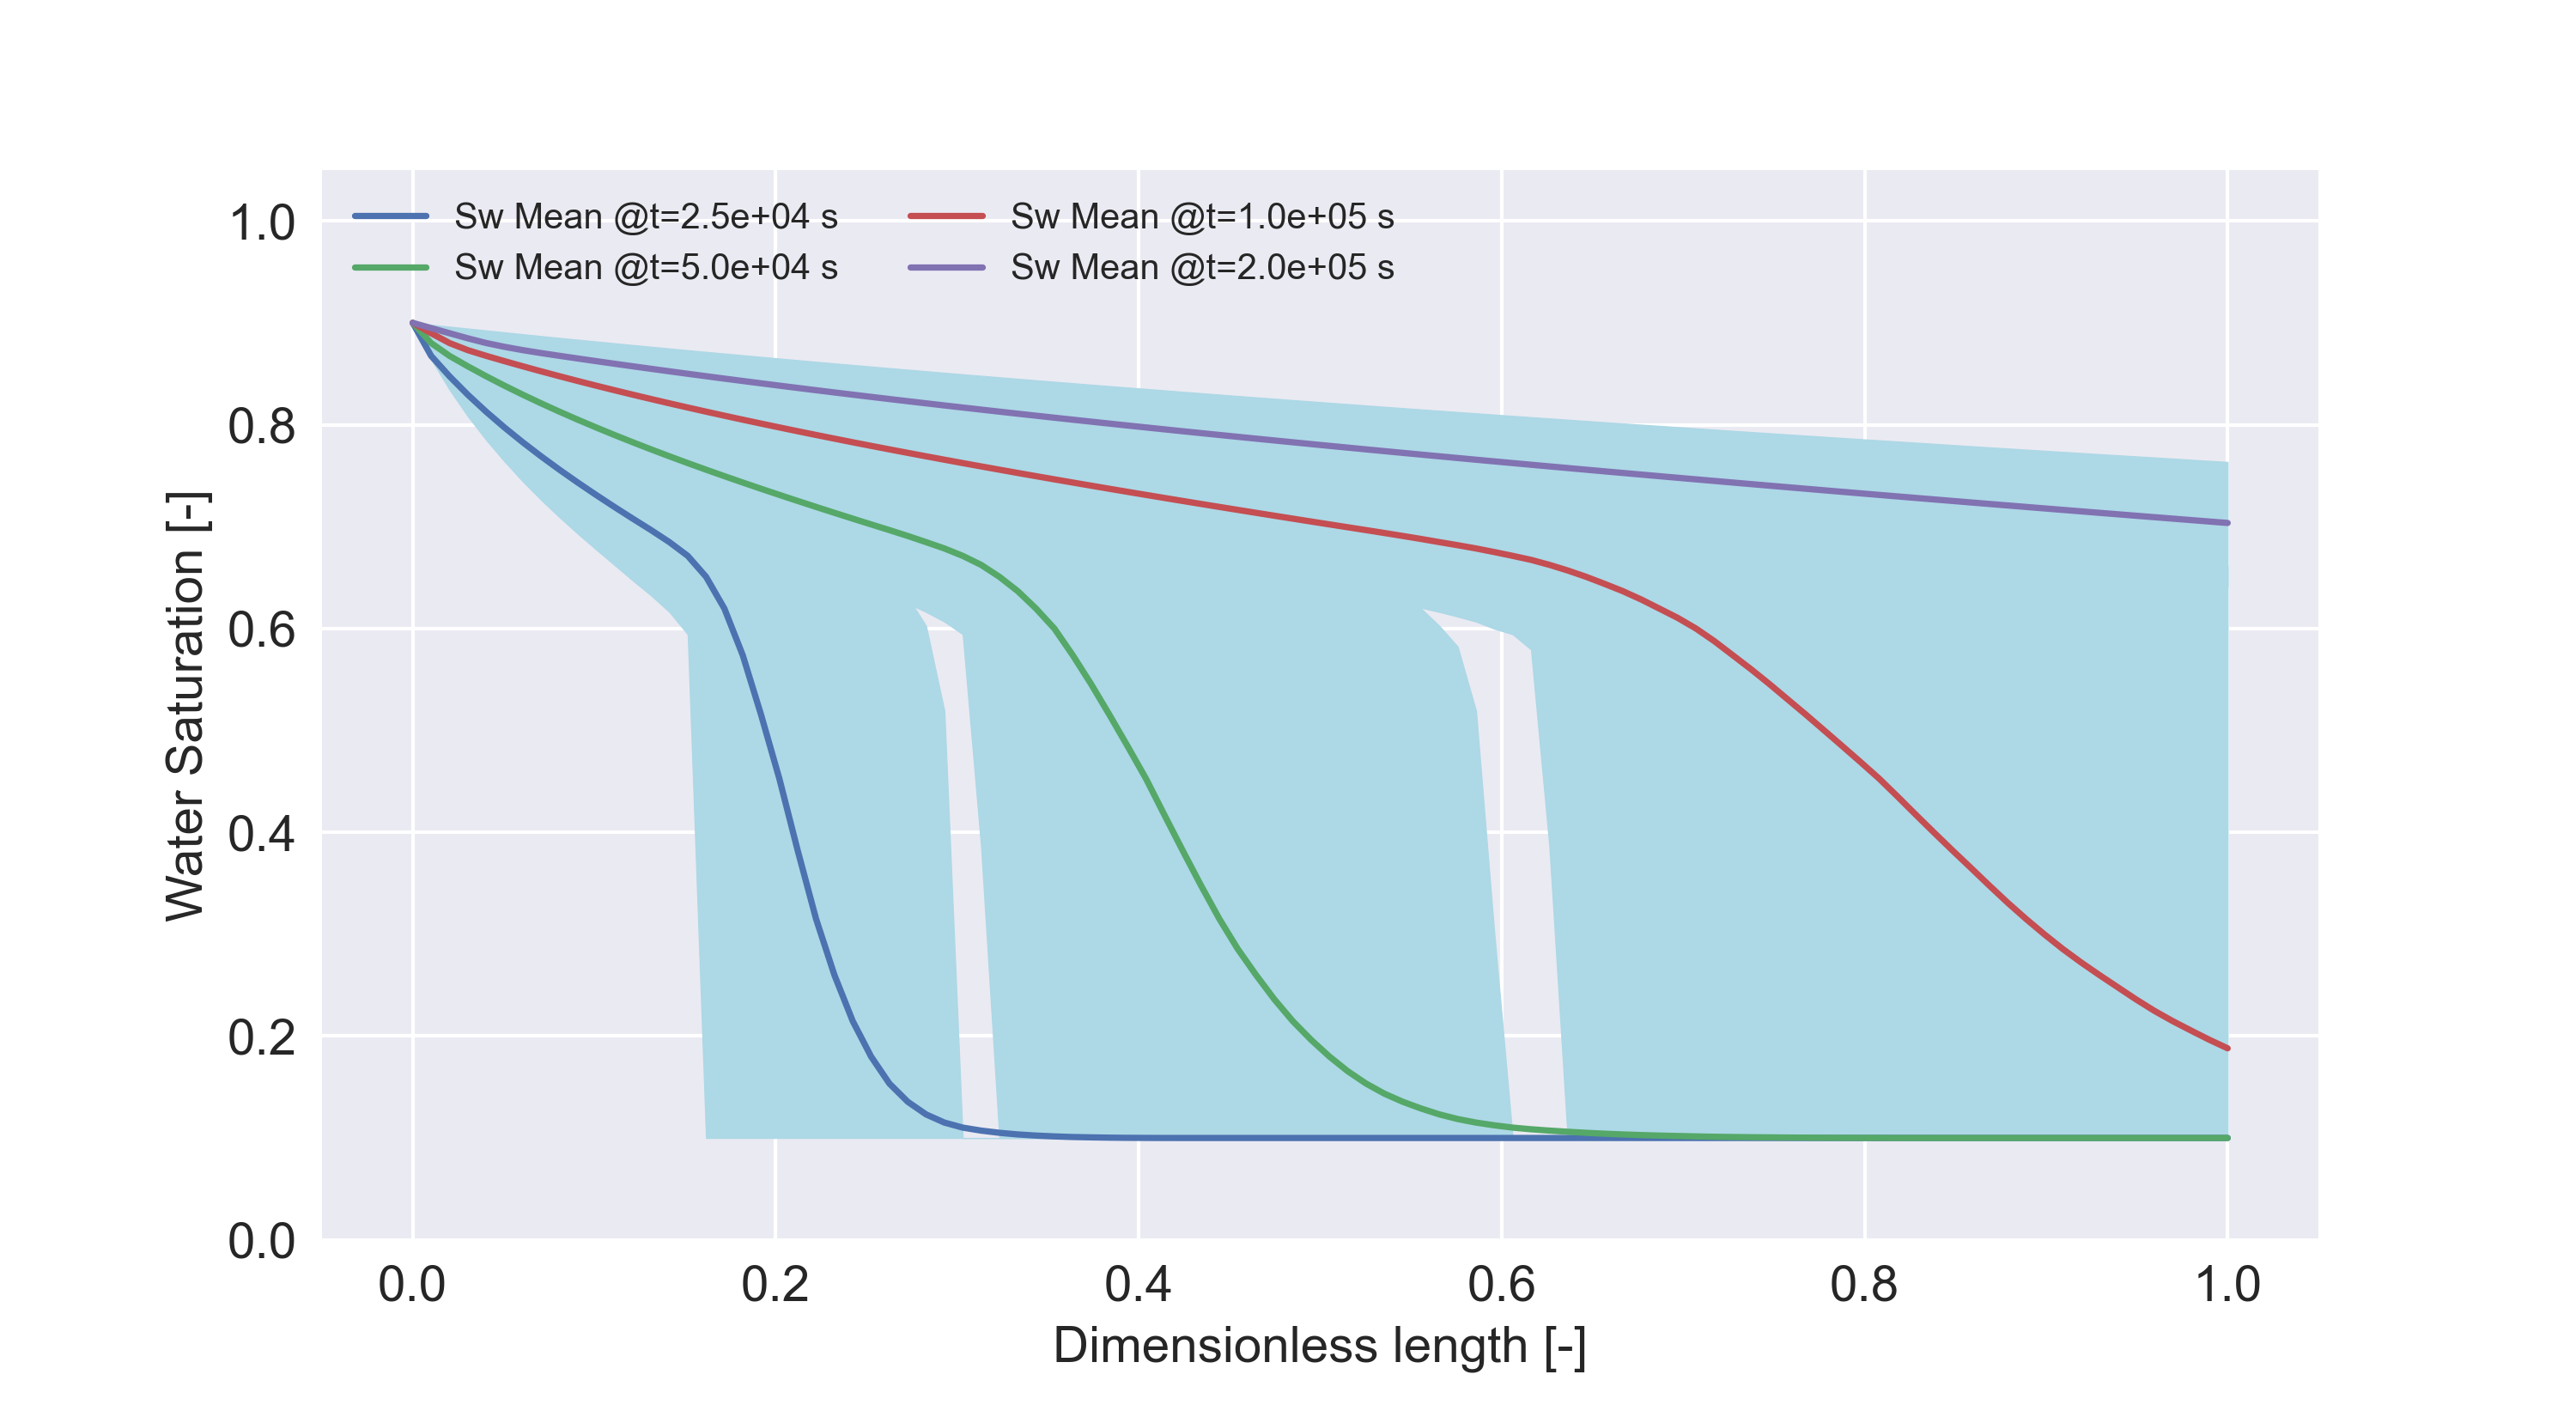 Sw Mean @t=2.5e+04 s
Sw Mean @t=5.0e+04 s
Sw Mean @t=1.0e+05 s
Sw Mean @t=2.0e+05 s
Water Saturation [-]
1.0
0.8
0.6
0.4
0.2
0.0
0.0 0.2 0.4 0.6 0.8 1.0
Dimensionless length [-]